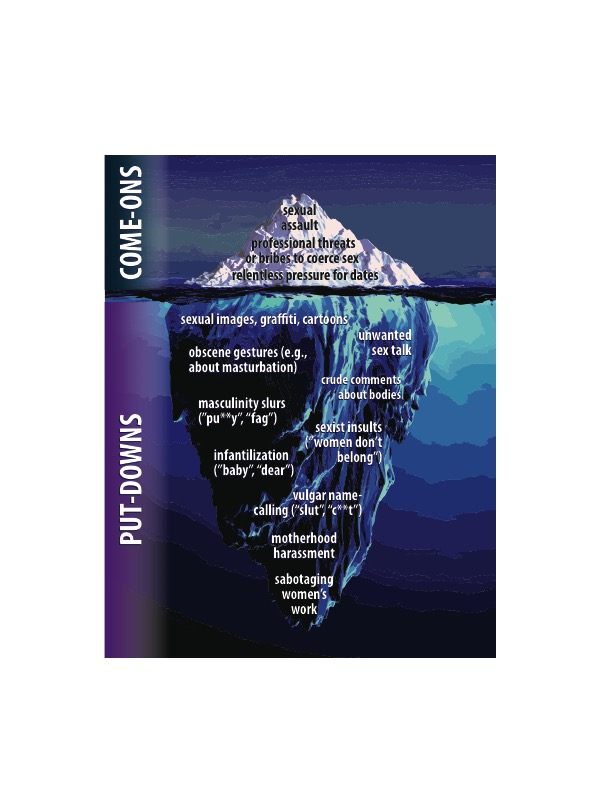 COME-ONS
sexual
assault
professional threats
or bribes to coerce sex
relentless pressure for dates
PUT-DOWNS
sexual images, graffiti, cartoons
unwanted
sex talk
obscene gestures (e.g.,
about masturbation)
crude comments
about bodies
masculinity slurs
("pu**y", "fag")
sexist insults
("women don't
belong")
infantilization
("baby", "dear")
vulgar name-
calling ("slut", "c**t")
motherhood
harassment
sabotaging
women's
work